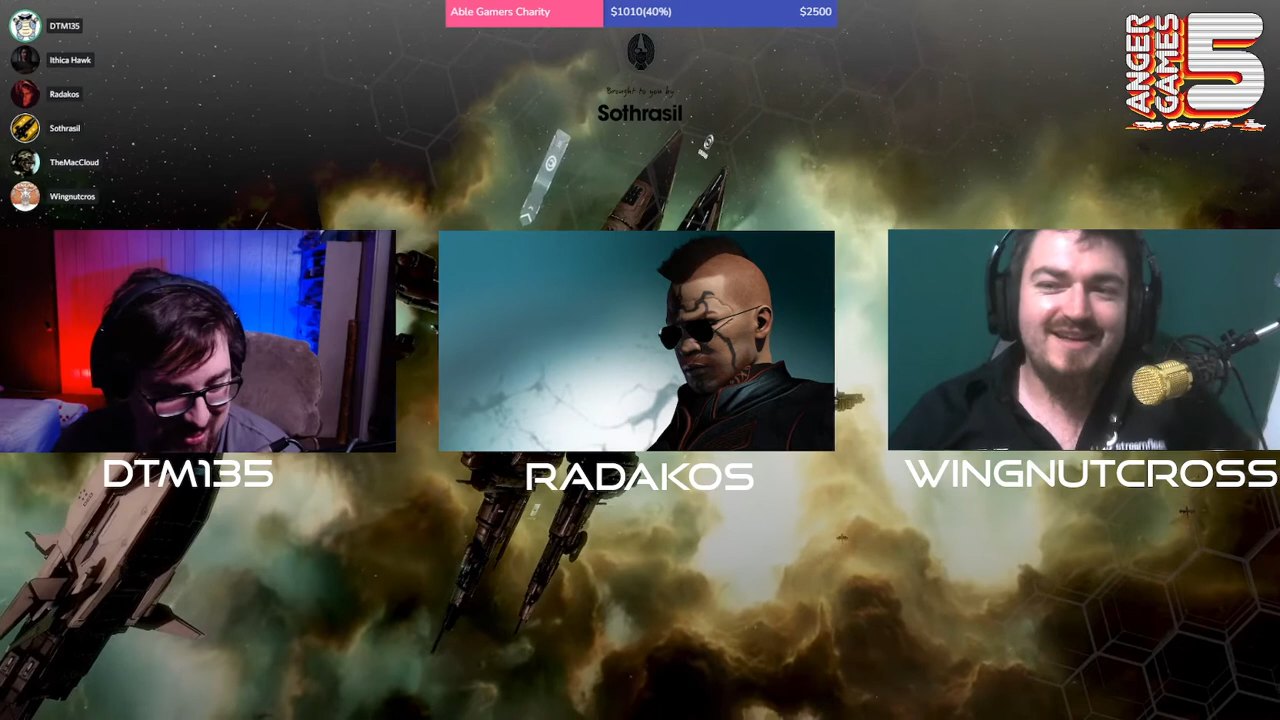 DTM135
Ithica Hawk
Radakos
Sothrasil
TheMacCloud
Wingnutcros
Able Gamers Charity
$1010(40%)
$2500
Brought to you by
Sothrasil
ANGER
GAMES
5
DTM135
RADAKOS
WINGNUTCROSS